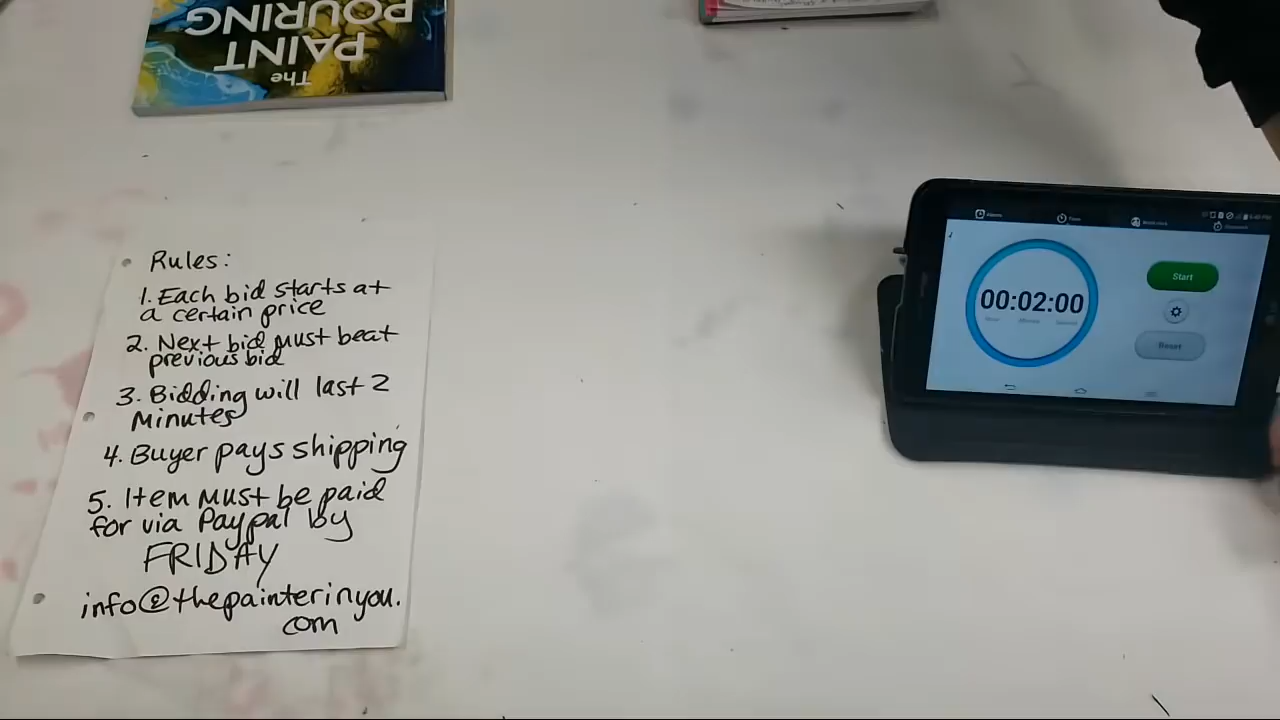 The
PAINT
POURING
Rules:
1. Each bid starts at
a certain price
2. Next bid must beat
previous bid
3. Bidding will last 2
Minutes
4. Buyer pays shipping
5. Item must be paid
for via Paypal by
FRIDAY
info@thepainterinyou.
com
00:02:00
Start
Reset